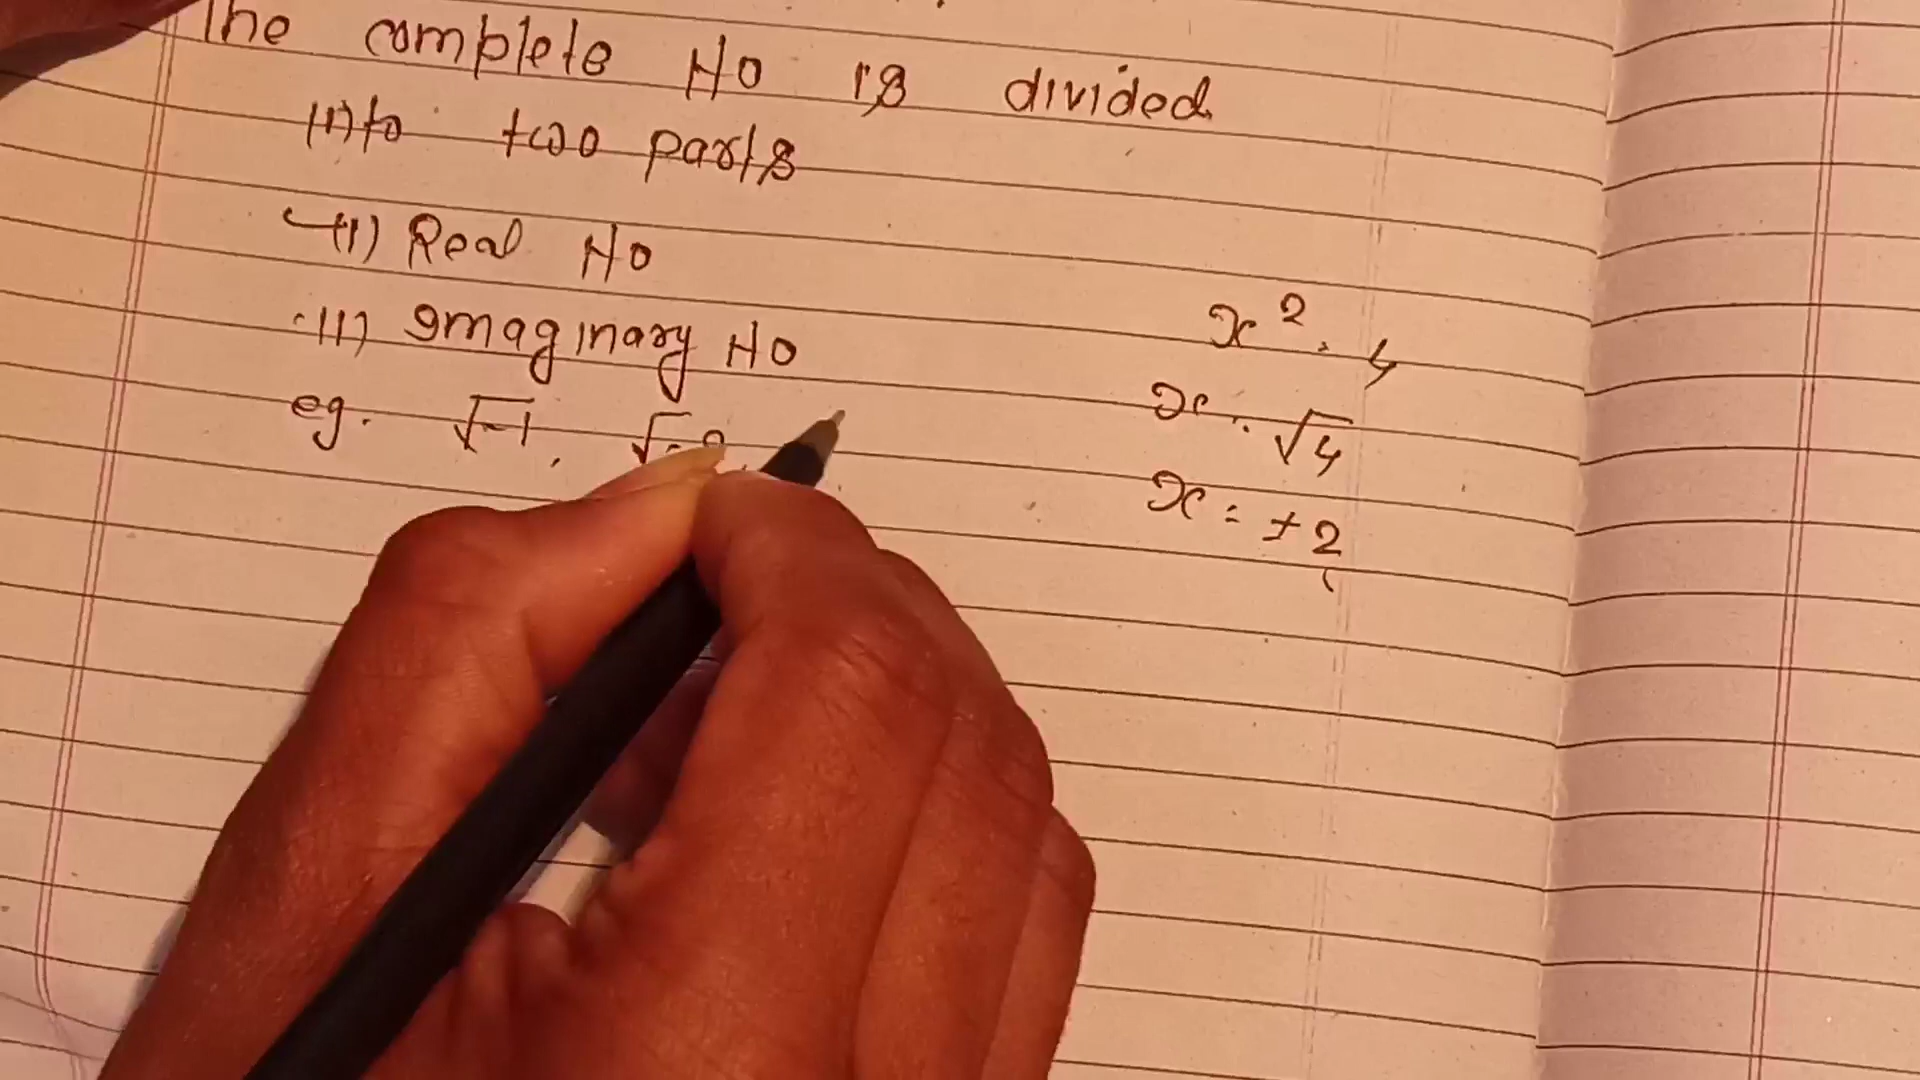 The complete No is divided
into two parts
(i) Real No
(ii) Imaginary No
eg. √-1, √-2,
x² = 4
x = √4
x = ±2